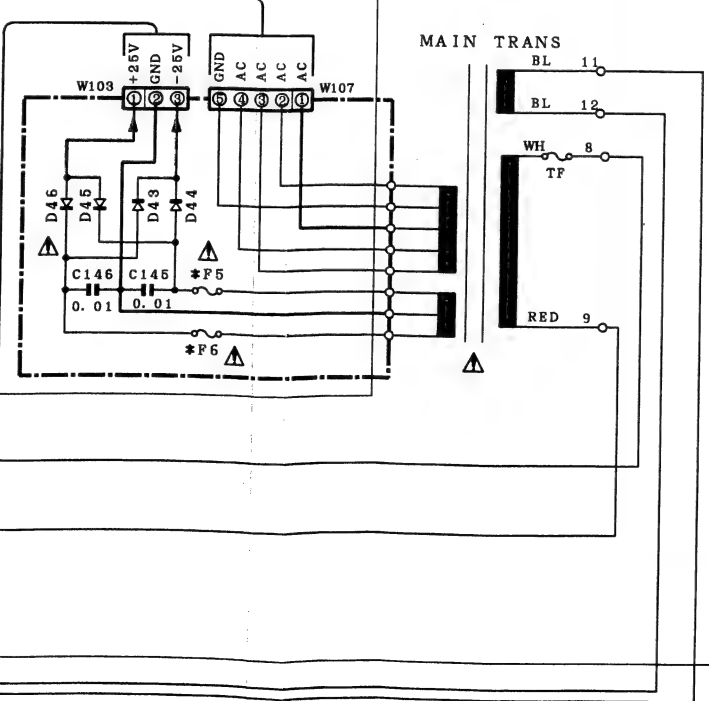 MAIN TRANS
+25V
GND
-25V
GND
AC
AC
AC
AC
W103
① ② ③
⑤ ④ ③ ② ①
W107
BL 11
BL 12
WH 8
TF
D46
D45
D43
D44
C146
0.01
C145
0.01
*F5
*F6
RED 9